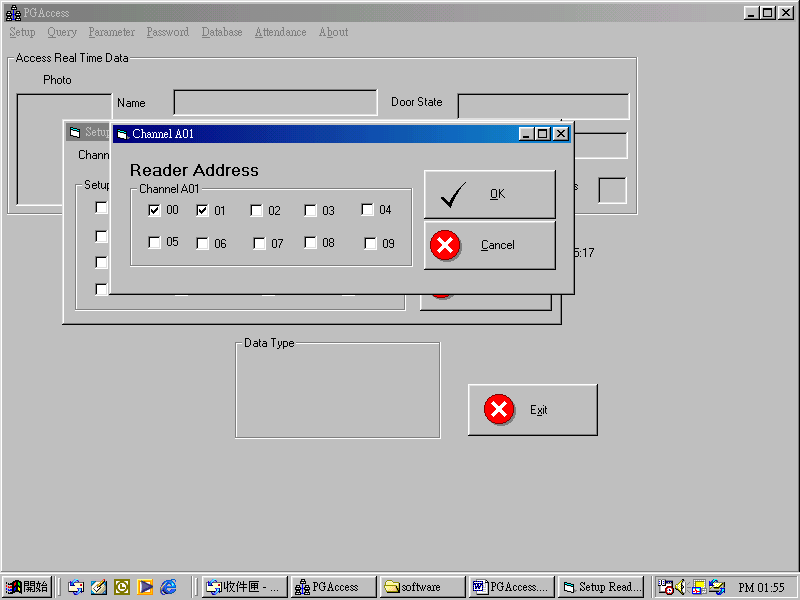 PGAccess
Setup Query Parameter Password Database Attendance About
Access Real Time Data
Photo
Name
Door State
Setup
Channel A01
Chann
Reader Address
Setup
Channel A01
00 01 02 03 04
05 06 07 08 09
OK
Cancel
s
5:17
Data Type
Exit
開始
收件匣 - ...
PGAccess
software
PGAccess....
Setup Read...
PM 01:55